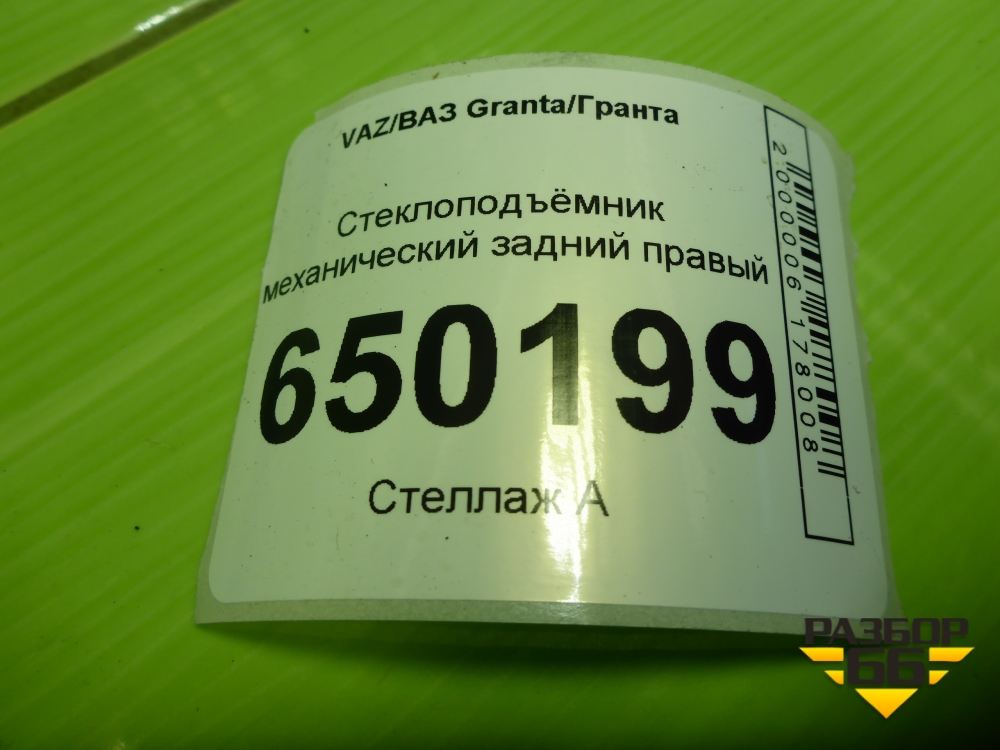 VAZ/ВАЗ Granta/Гранта
Стеклоподъёмник
механический задний правый
650199
Стеллаж А
2000006178008
РАЗБОР
66